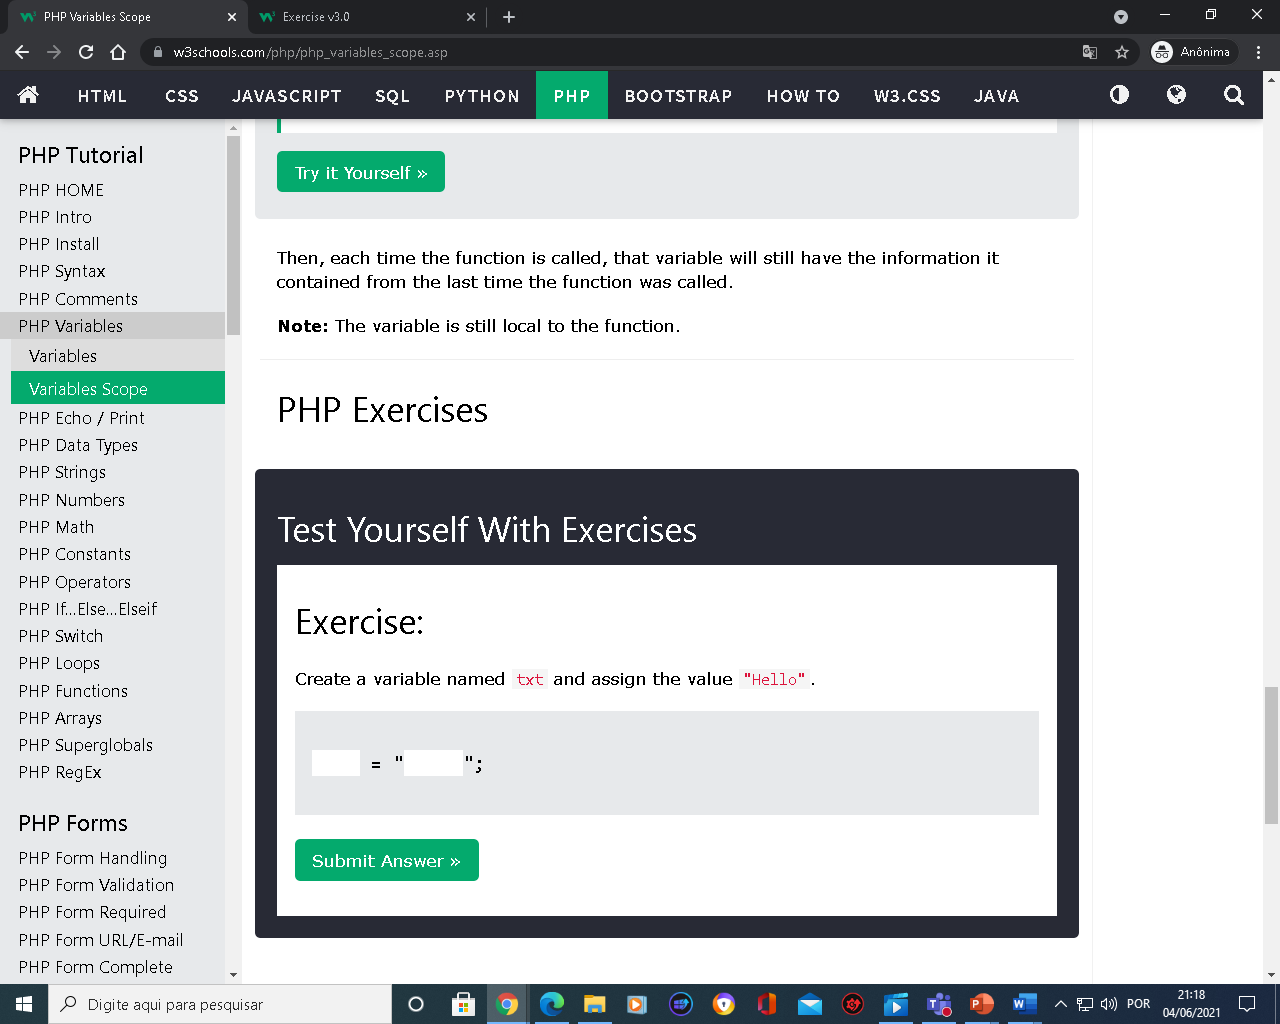 PHP Variables Scope
Exercise v3.0
w3schools.com/php/php_variables_scope.asp
Anônima
HTML CSS JAVASCRIPT SQL PYTHON PHP BOOTSTRAP HOW TO W3.CSS JAVA
PHP Tutorial
PHP HOME
PHP Intro
PHP Install
PHP Syntax
PHP Comments
PHP Variables
Variables
Variables Scope
PHP Echo / Print
PHP Data Types
PHP Strings
PHP Numbers
PHP Math
PHP Constants
PHP Operators
PHP If...Else...Elseif
PHP Switch
PHP Loops
PHP Functions
PHP Arrays
PHP Superglobals
PHP RegEx
PHP Forms
PHP Form Handling
PHP Form Validation
PHP Form Required
PHP Form URL/E-mail
PHP Form Complete
Try it Yourself »
Then, each time the function is called, that variable will still have the information it
contained from the last time the function was called.
Note: The variable is still local to the function.
PHP Exercises
Test Yourself With Exercises
Exercise:
Create a variable named txt and assign the value "Hello".
= "";
Submit Answer »
Digite aqui para pesquisar
POR
21:18
04/06/2021